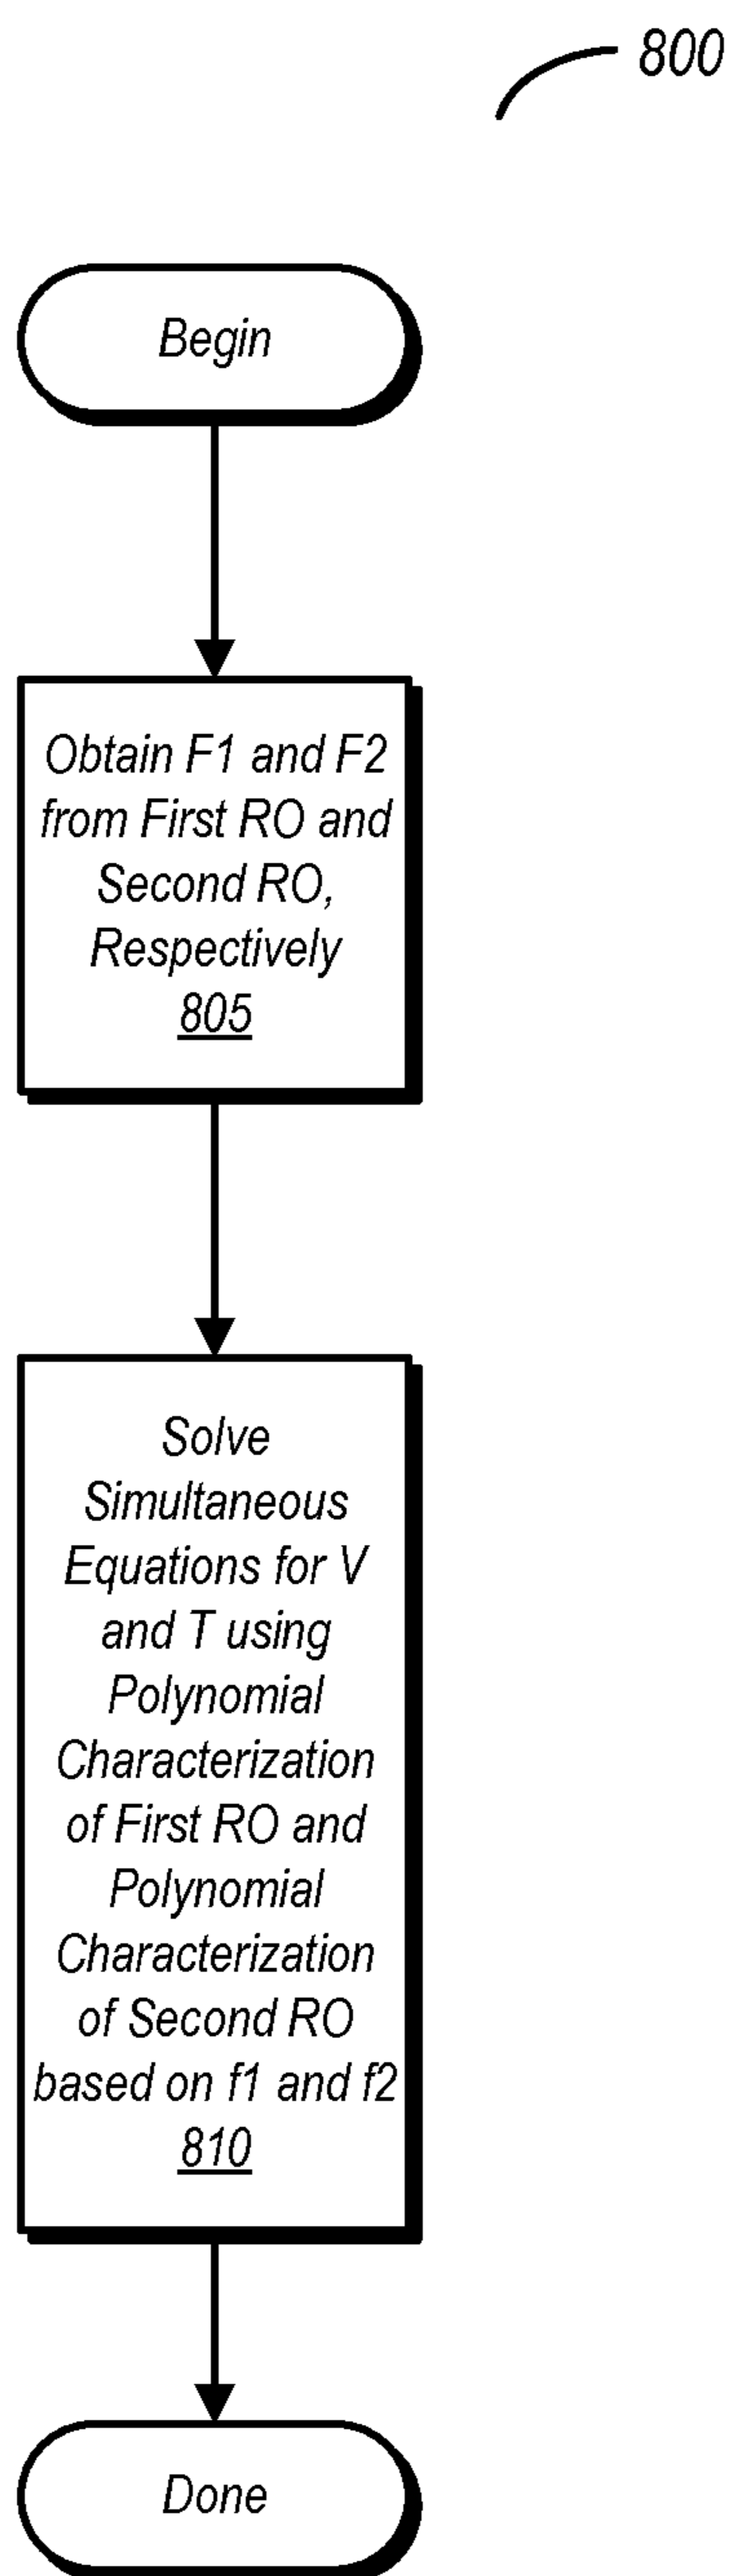 800
Begin
Obtain F1 and F2
from First RO and
Second RO,
Respectively
805
Solve
Simultaneous
Equations for V
and T using
Polynomial
Characterization
of First RO and
Polynomial
Characterization
of Second RO
based on f1 and f2
810
Done